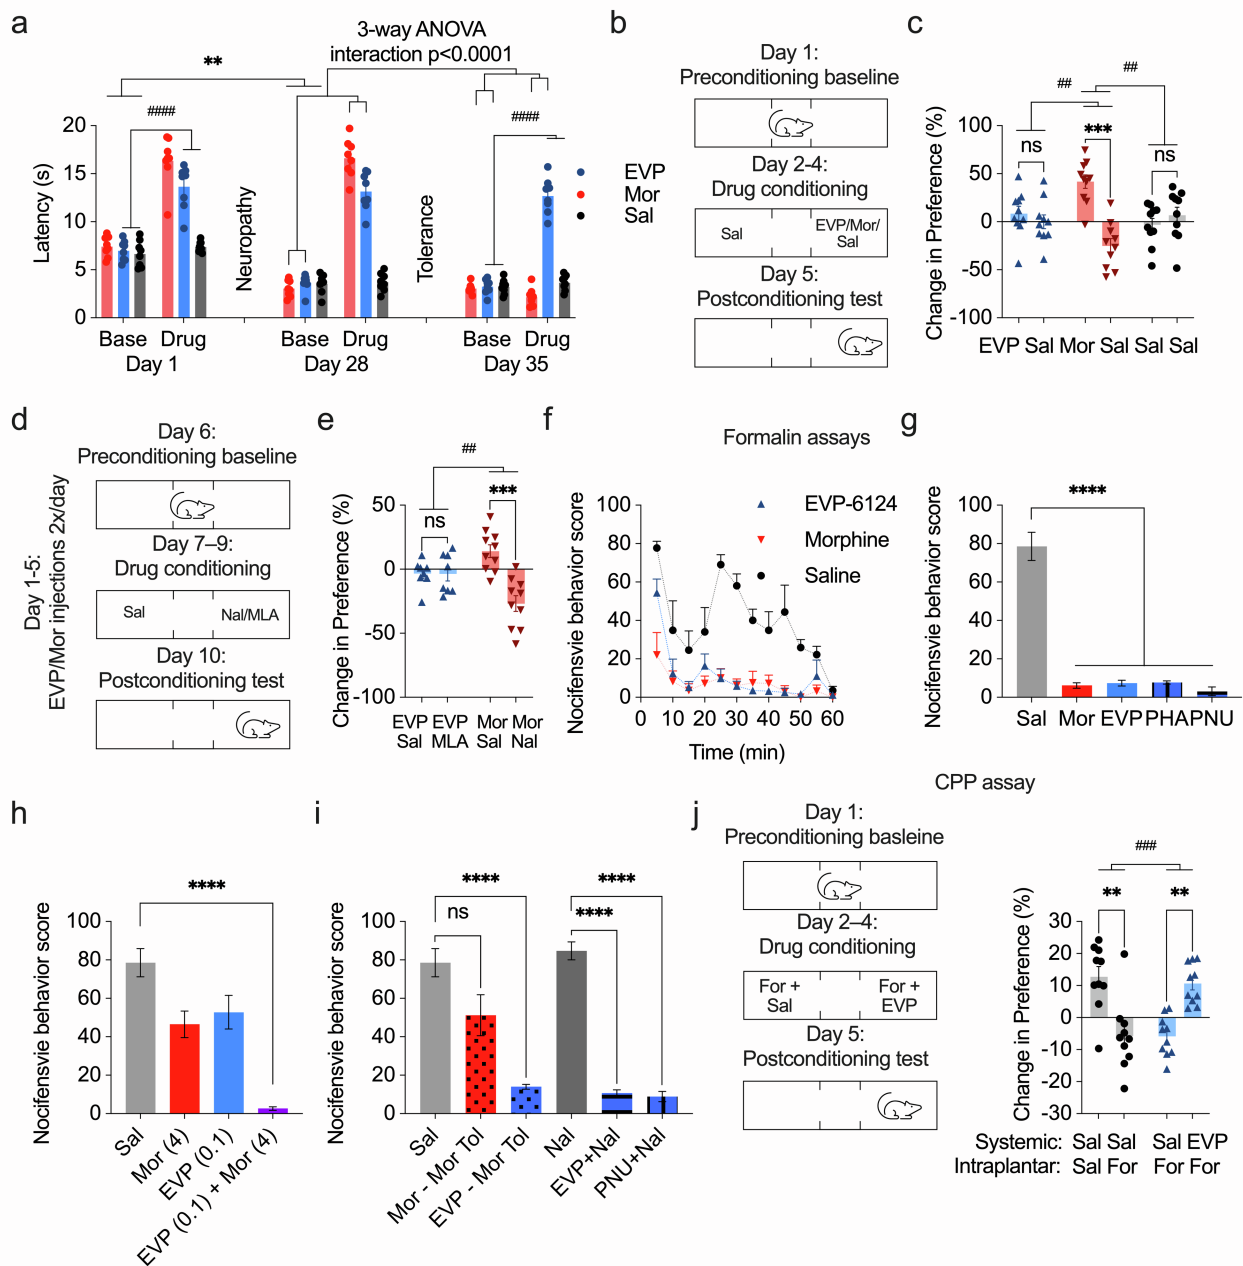 a
3-way ANOVA
interaction p<0.0001
**
####
####
Latency (s)
20
15
10
5
0
Neuropathy
Tolerance
EVP
Mor
Sal
Base Drug
Day 1
Base Drug
Day 28
Base Drug
Day 35
b
Day 1:
Preconditioning baseline
Day 2-4:
Drug conditioning
Sal
EVP/Mor/
Sal
Day 5:
Postconditioning test
c
##
##
***
ns
ns
Change in Preference (%)
100
50
0
-50
-100
EVP Sal Mor Sal Sal Sal
d
Day 1-5:
EVP/Mor injections 2x/day
Day 6:
Preconditioning baseline
Day 7–9:
Drug conditioning
Sal
Nal/MLA
Day 10:
Postconditioning test
e
##
***
ns
Change in Preference (%)
50
0
-50
-100
EVP EVP Mor Mor
Sal MLA Sal Nal
f
Formalin assays
Nocifensvie behavior score
100
80
60
40
20
0
0 10 20 30 40 50 60
Time (min)
EVP-6124
Morphine
Saline
g
****
Nocifensvie behavior score
100
80
60
40
20
0
Sal Mor EVP PHA PNU
h
****
Nocifensvie behavior score
100
80
60
40
20
0
Sal
Mor (4)
EVP (0.1)
EVP (0.1) + Mor (4)
i
****
ns
****
****
Nocifensvie behavior score
100
80
60
40
20
0
Sal
Mor - Mor Tol
EVP - Mor Tol
Nal
EVP+Nal
PNU+Nal
CPP assay
j
Day 1:
Preconditioning basleine
Day 2–4:
Drug conditioning
For +
Sal
For +
EVP
Day 5:
Postconditioning test
###
** **
Change in Preference (%)
30
20
10
0
-10
-20
-30
Systemic: Sal Sal Sal EVP
Intraplantar: Sal For For For